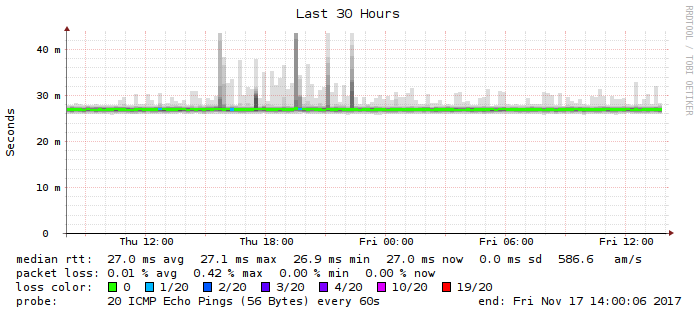 Last 30 Hours
RRDTOOL / TOBI OETIKER
Seconds
40 m
30 m
20 m
10 m
0
Thu 12:00 Thu 18:00 Fri 00:00 Fri 06:00 Fri 12:00
median rtt: 27.0 ms avg 27.1 ms max 26.9 ms min 27.0 ms now 0.0 ms sd 586.6 am/s
packet loss: 0.01 % avg 0.42 % max 0.00 % min 0.00 % now
loss color: 0 1/20 2/20 3/20 4/20 10/20 19/20
probe: 20 ICMP Echo Pings (56 Bytes) every 60s end: Fri Nov 17 14:00:06 2017